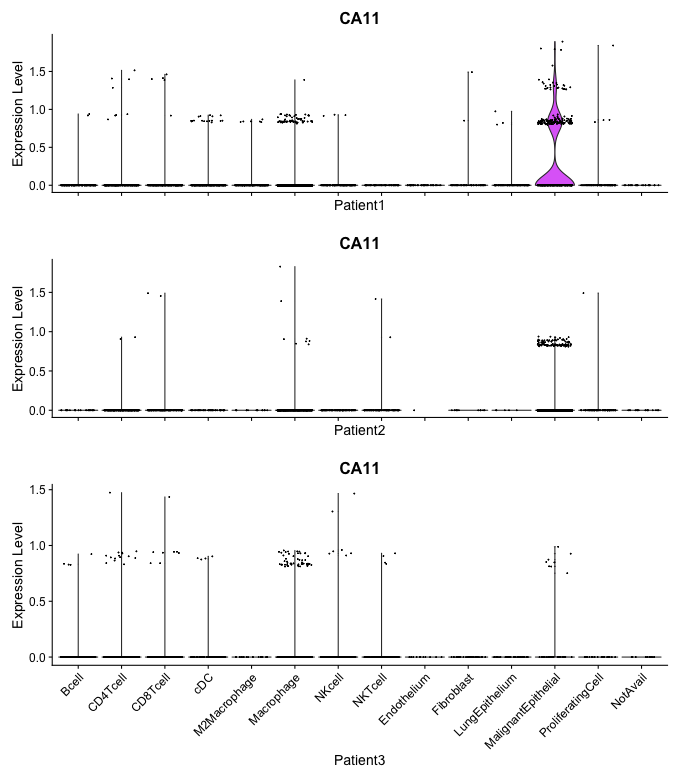 CA11
Expression Level
1.5
1.0
0.5
0.0
Patient1
CA11
Expression Level
1.5
1.0
0.5
0.0
Patient2
CA11
Expression Level
1.5
1.0
0.5
0.0
Bcell
CD4Tcell
CD8Tcell
cDC
M2Macrophage
Macrophage
NKcell
NKTcell
Endothelium
Fibroblast
LungEpithelium
MalignantEpithelial
ProliferatingCell
NotAvail
Patient3